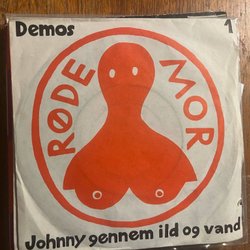 Demos 1
RØDE MOR
Johnny gennem ild og vand